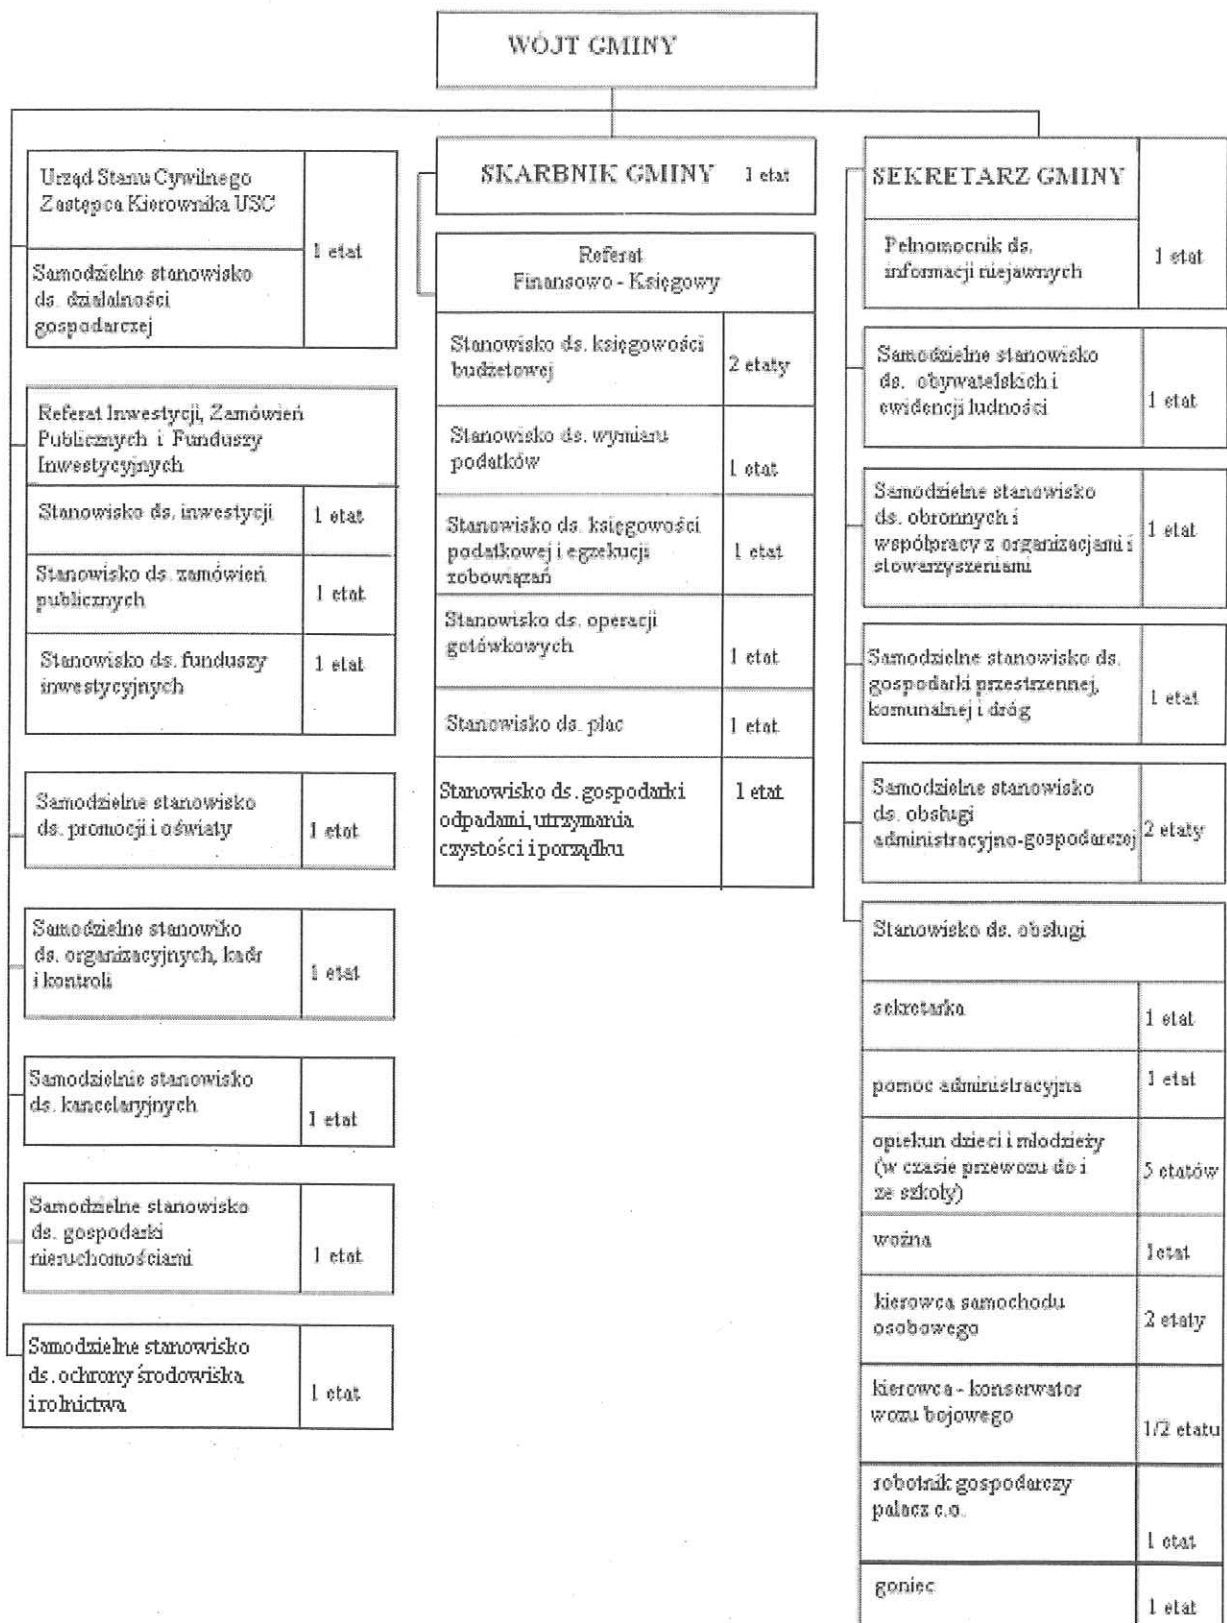 WÓJT GMINY
Urząd Stanu Cywilnego
Zastępca Kierownika USC
1 etat
Samodzielne stanowisko
ds. działalności
gospodarczej
Referat Inwestycji, Zamówień
Publicznych i Funduszy
Inwestycyjnych
Stanowisko ds. inwestycji
1 etat
Stanowisko ds. zamówień
publicznych
1 etat
Stanowisko ds. funduszy
inwestycyjnych
1 etat
Samodzielne stanowisko
ds. promocji i oświaty
1 etat
Samodzielne stanowiko
ds. organizacyjnych, kadr
i kontroli
1 etat
Samodzielnie stanowisko
ds. kancelaryjnych
1 etat
Samodzielne stanowisko
ds. gospodarki
nieruchomościami
1 etat
Samodzielne stanowisko
ds. ochrony środowiska
i rolnictwa
1 etat
SKARBNIK GMINY 1 etat
Referat
Finansowo - Księgowy
Stanowisko ds. księgowości
budżetowej
2 etaty
Stanowisko ds. wymiaru
podatków
1 etat
Stanowisko ds. księgowości
podatkowej i egzekucji
zobowiązań
1 etat
Stanowisko ds. operacji
gotówkowych
1 etat
Stanowisko ds. płac
1 etat
Stanowisko ds. gospodarki
odpadami, utrzymania
czystości i porządku
1 etat
SEKRETARZ GMINY
Pełnomocnik ds.
informacji niejawnych
1 etat
Samodzielne stanowisko
ds. obywatelskich i
ewidencji ludności
1 etat
Samodzielne stanowisko
ds. obronnych i
współpracy z organizacjami i
stowarzyszeniami
1 etat
Samodzielne stanowisko ds.
gospodarki przestrzennej,
komunalnej i dróg
1 etat
Samodzielne stanowisko
ds. obsługi
administracyjno-gospodarczej
2 etaty
Stanowisko ds. obsługi
sekretarka
1 etat
pomoc administracyjna
1 etat
opiekun dzieci i młodzieży
(w czasie przewozu do i
ze szkoły)
5 etatów
woźna
1etat
kierowca samochodu
osobowego
2 etaty
kierowca - konserwator
wozu bojowego
1/2 etatu
robotnik gospodarczy
palacz c.o.
1 etat
goniec
1 etat